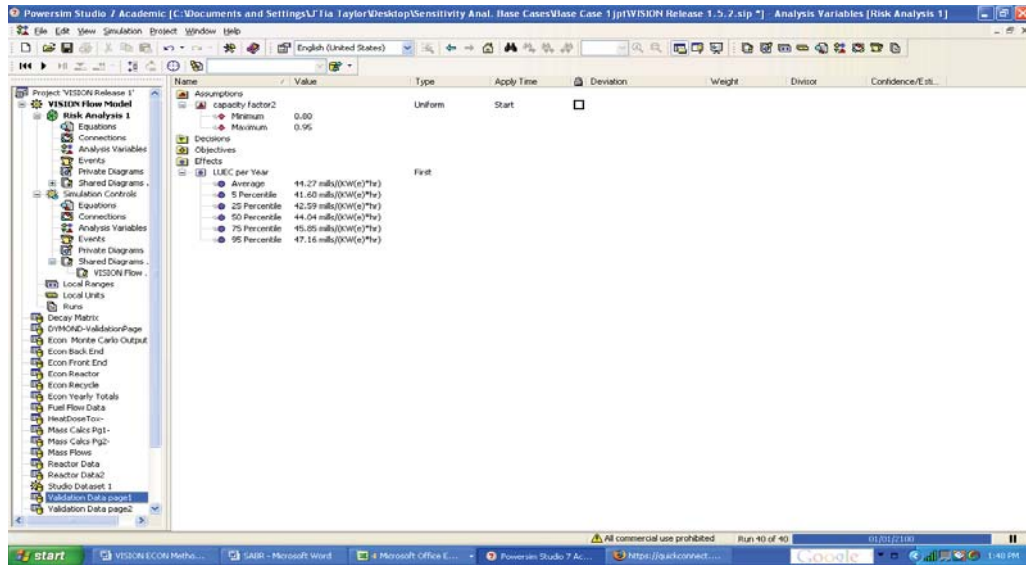 Powersim Studio 7 Academic [C:\Documents and Settings\J'Tia Taylor\Desktop\Sensitivity Anal. Base Cases\Base Case 1jpt\VISION Release 1.5.2.sip *] - Analysis Variables [Risk Analysis 1]
File Edit View Simulation Project Window Help
English (United States)
Name / Value Type Apply Time Deviation Weight Divisor Confidence/Esti...
Project 'VISION Release 1'
VISION Flow Model
Risk Analysis 1
Equations
Connections
Analysis Variables
Events
Private Diagrams
Shared Diagrams .
Simulation Controls
Equations
Connections
Analysis Variables
Events
Private Diagrams
Shared Diagrams .
VISION Flow .
Local Ranges
Local Units
Runs
Decay Matrix
DYMOND-ValidationPage
Econ Monte Carlo Output
Econ Back End
Econ Front End
Econ Reactor
Econ Recycle
Econ Yearly Totals
Fuel Flow Data
HeatDoseTox-
Mass Calcs Pg1-
Mass Calcs Pg2-
Mass Flows
Reactor Data
Reactor Data2
Studio Dataset 1
Validation Data page1
Validation Data page2
Assumptions
capacity factor2 Uniform Start
Minimum 0.80
Maximum 0.95
Decisions
Objectives
Effects
LUEC per Year First
Average 44.27 mills/(KW(e)*hr)
5 Percentile 41.60 mills/(KW(e)*hr)
25 Percentile 42.59 mills/(KW(e)*hr)
50 Percentile 44.04 mills/(KW(e)*hr)
75 Percentile 45.85 mills/(KW(e)*hr)
95 Percentile 47.16 mills/(KW(e)*hr)
All commercial use prohibited Run 40 of 40 01/01/2100
start VISION ECON Metho... SABR - Microsoft Word 4 Microsoft Office E... Powersim Studio 7 Ac... https://quickconnect.... Google 1:40 PM